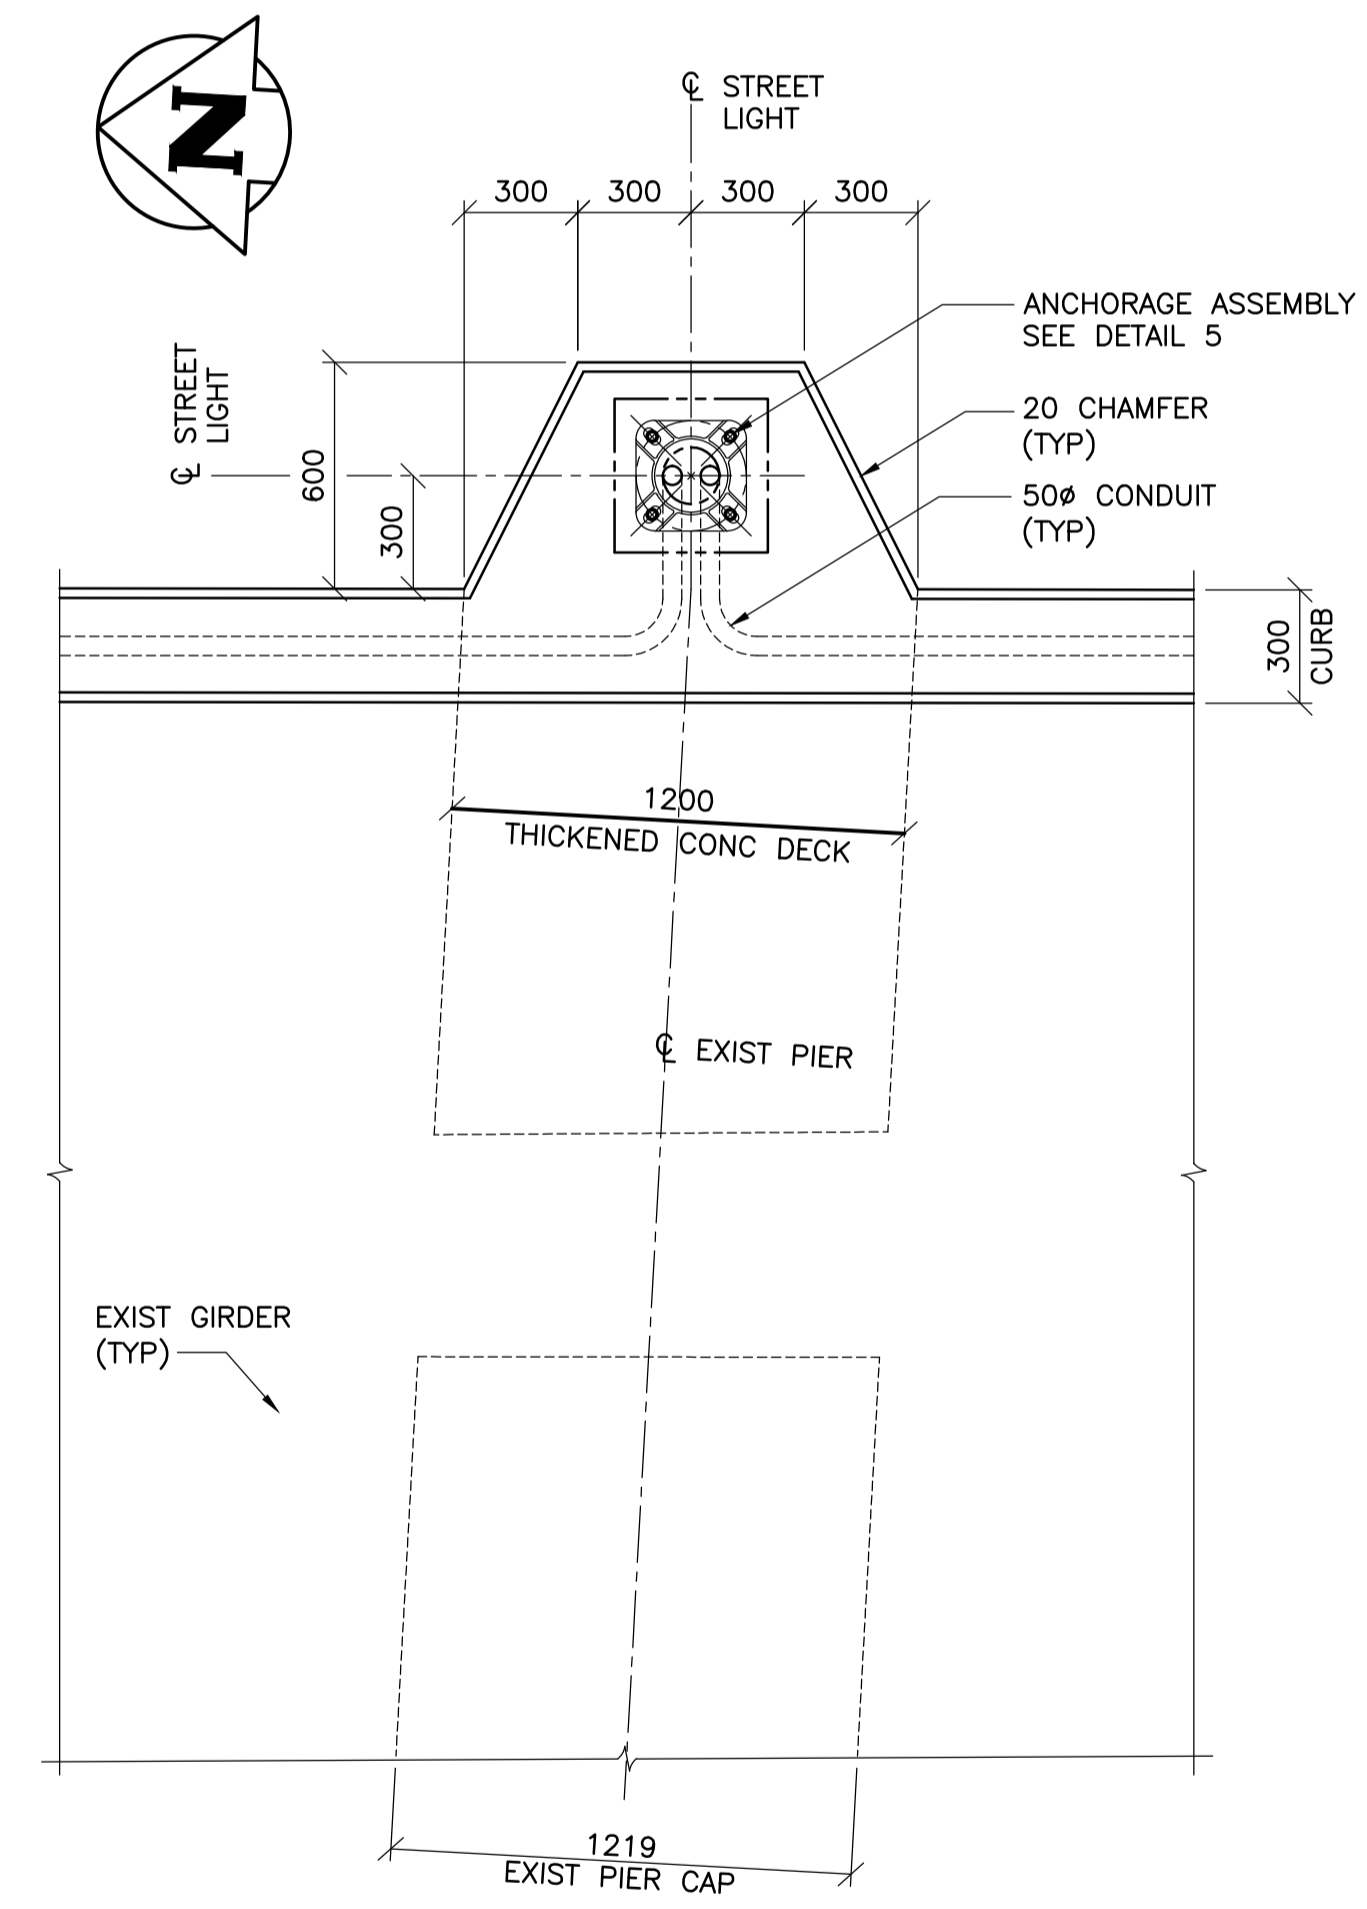 N
℄ STREET
LIGHT
300 300 300 300
ANCHORAGE ASSEMBLY
SEE DETAIL 5
℄ STREET
LIGHT
20 CHAMFER
(TYP)
600
300
50ø CONDUIT
(TYP)
300
CURB
1200
THICKENED CONC DECK
℄ EXIST PIER
EXIST GIRDER
(TYP)
1219
EXIST PIER CAP